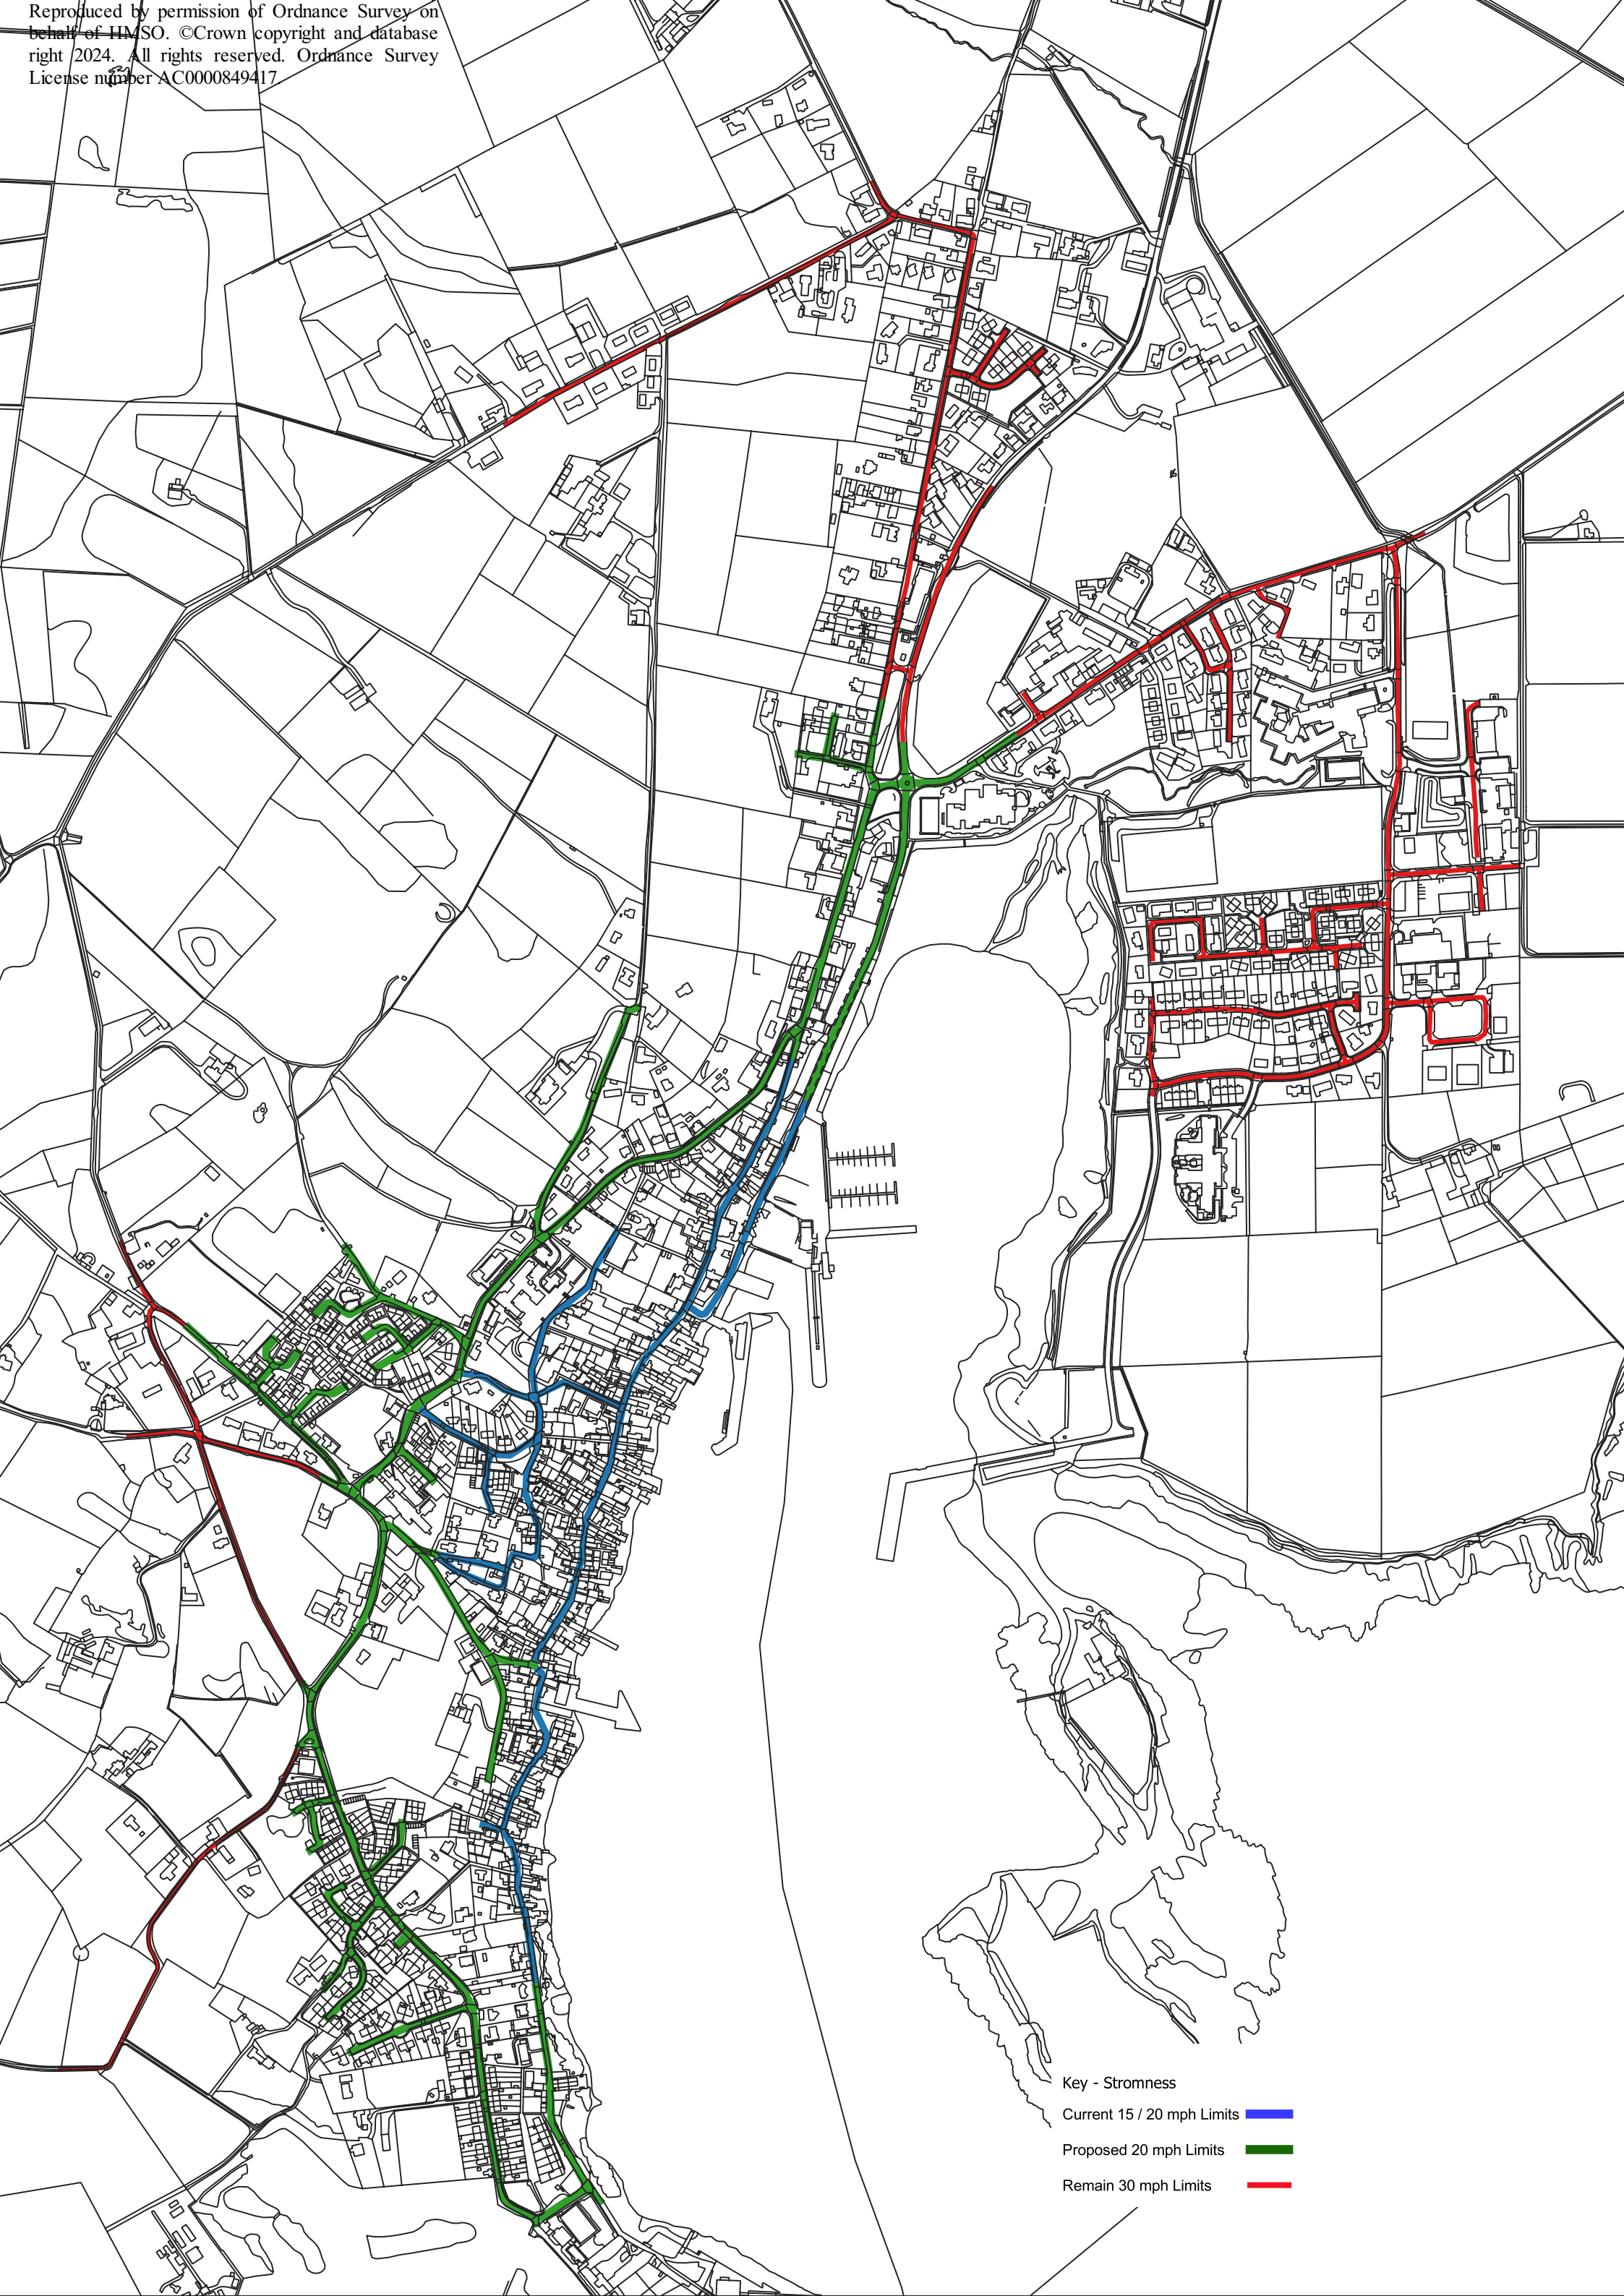 Reproduced by permission of Ordnance Survey on
behalf of HMSO. ©Crown copyright and database
right 2024. All rights reserved. Ordnance Survey
License number AC0000849417
Key - Stromness
Current 15 / 20 mph Limits
Proposed 20 mph Limits
Remain 30 mph Limits